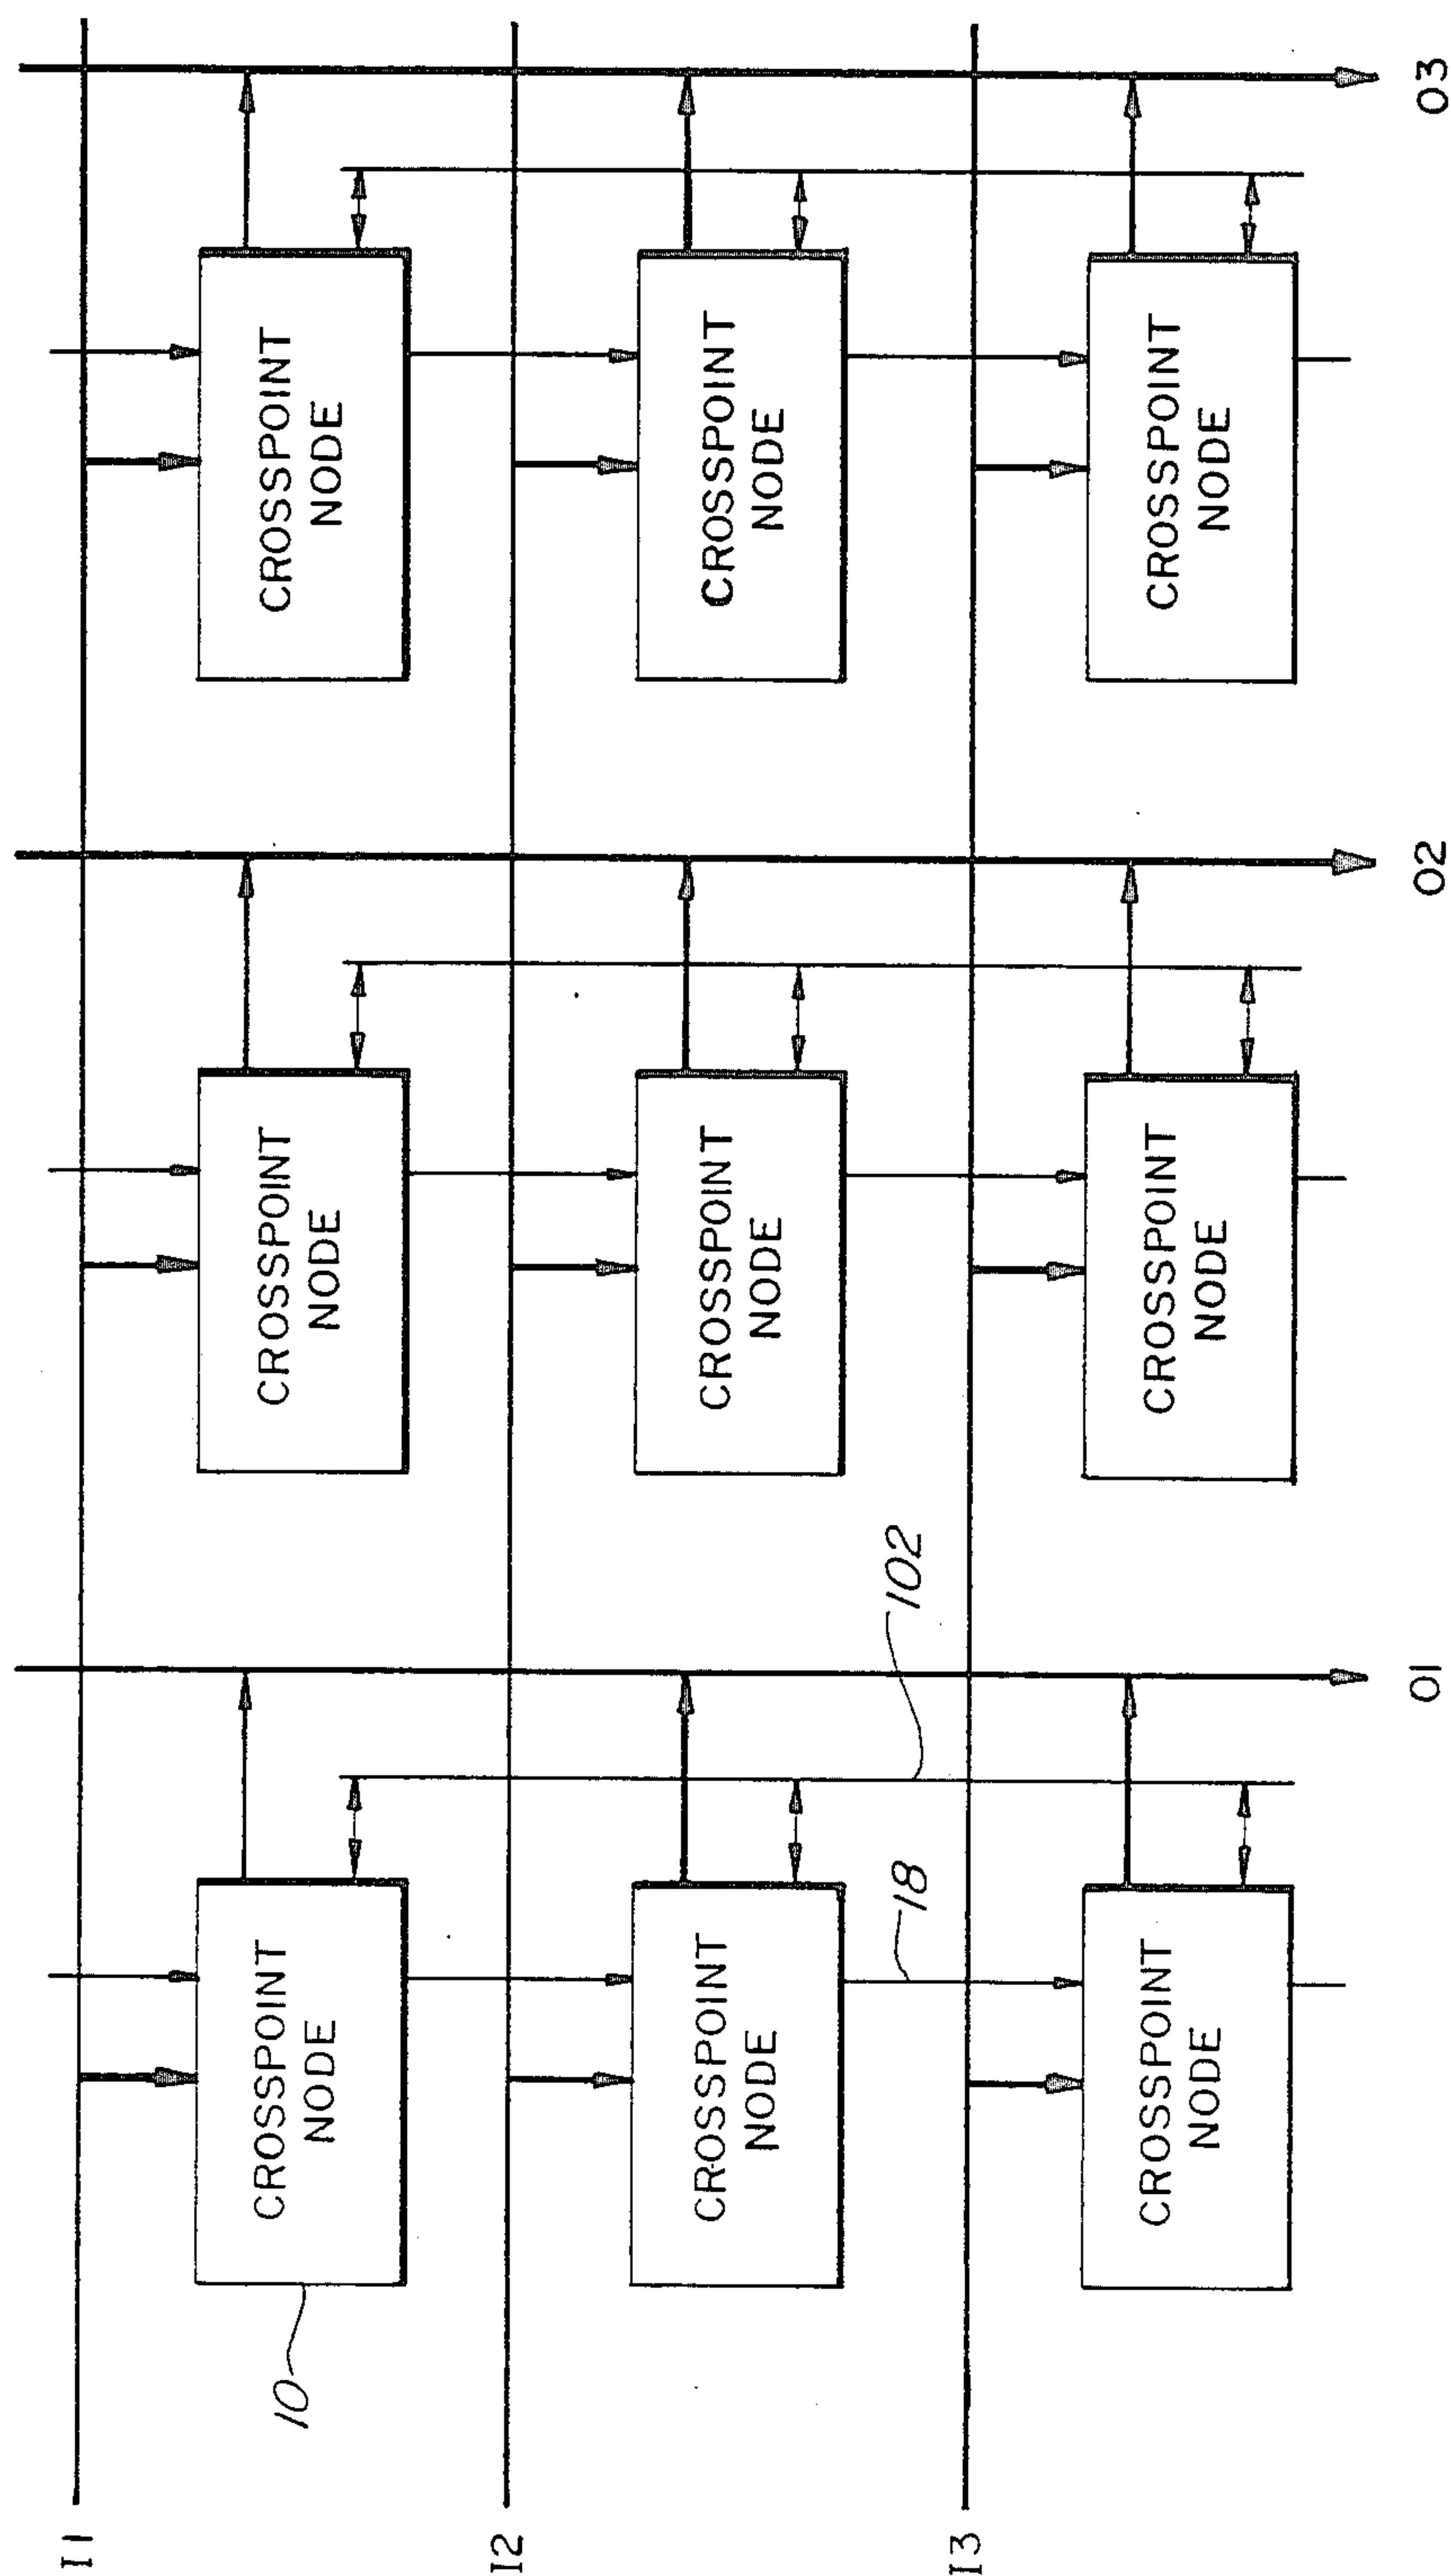 I1
10
CROSSPOINT
NODE
CROSSPOINT
NODE
CROSSPOINT
NODE
I2
CROSSPOINT
NODE
CROSSPOINT
NODE
CROSSPOINT
NODE
18
102
I3
CROSSPOINT
NODE
CROSSPOINT
NODE
CROSSPOINT
NODE
O1
O2
O3